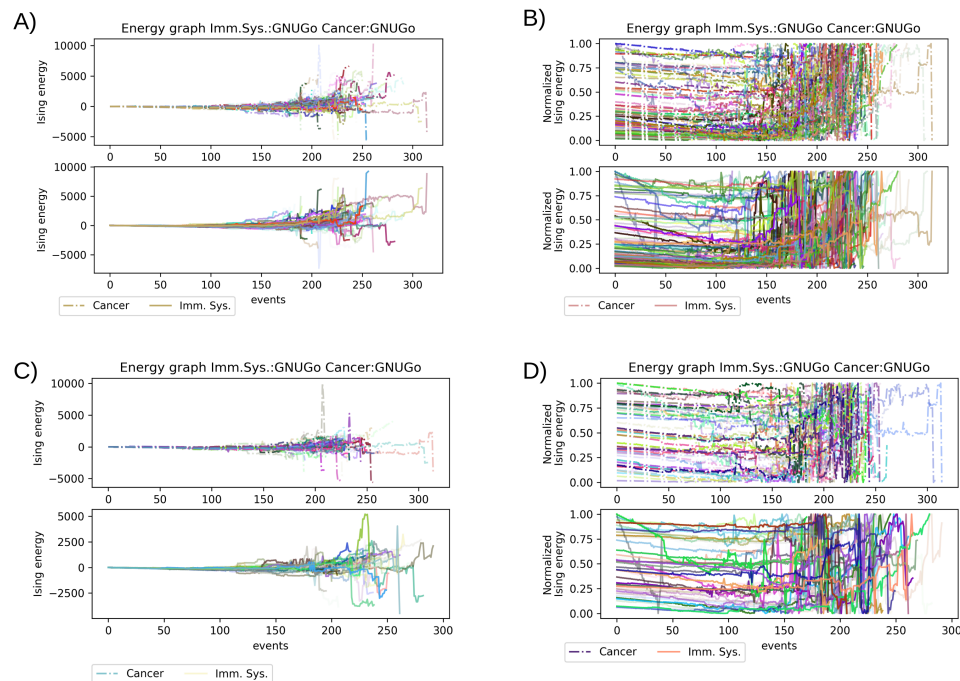 A)
Energy graph Imm.Sys.:GNUGo Cancer:GNUGo
Ising energy
10000
5000
0
−5000
0 50 100 150 200 250 300
Ising energy
5000
0
−5000
0 50 100 150 200 250 300
events
Cancer Imm. Sys.
B)
Energy graph Imm.Sys.:GNUGo Cancer:GNUGo
Normalized
Ising energy
1.00
0.75
0.50
0.25
0.00
0 50 100 150 200 250 300
Normalized
Ising energy
1.00
0.75
0.50
0.25
0.00
0 50 100 150 200 250 300
events
Cancer Imm. Sys.
C)
Energy graph Imm.Sys.:GNUGo Cancer:GNUGo
Ising energy
10000
5000
0
−5000
0 50 100 150 200 250 300
Ising energy
5000
2500
0
−2500
0 50 100 150 200 250 300
events
Cancer Imm. Sys.
D)
Energy graph Imm.Sys.:GNUGo Cancer:GNUGo
Normalized
Ising energy
1.00
0.75
0.50
0.25
0.00
0 50 100 150 200 250 300
Normalized
Ising energy
1.00
0.75
0.50
0.25
0.00
0 50 100 150 200 250 300
events
Cancer Imm. Sys.